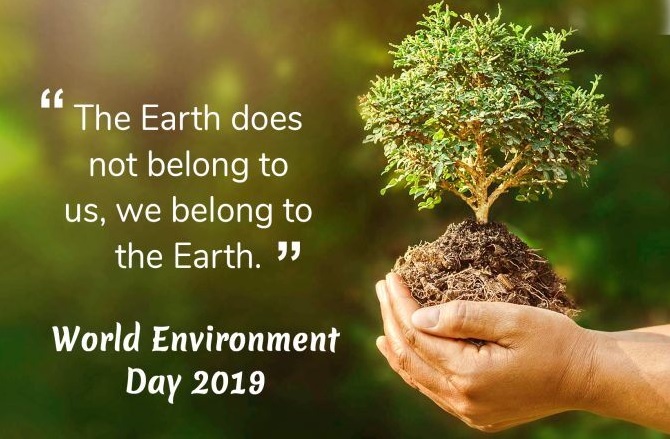 “ The Earth does
not belong to
us, we belong to
the Earth. ”
World Environment
Day 2019